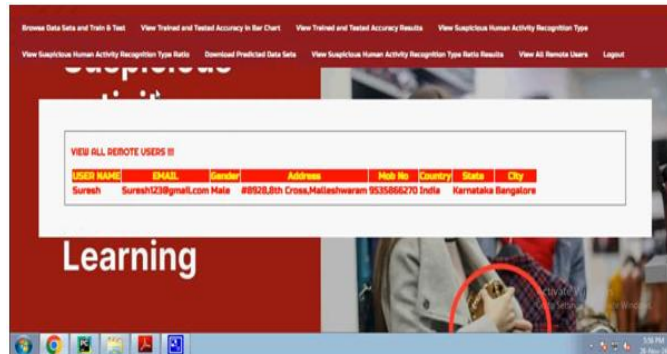 Browse Data Sets and Train & Test View Trained and Tested Accuracy in Bar Chart View Trained and Tested Accuracy Results View Suspicious Human Activity Recognition Type
View Suspicious Human Activity Recognition Type Ratio Download Predicted Data Sets View Suspicious Human Activity Recognition Type Ratio Results View All Remote Users Logout
VIEW ALL REMOTE USERS !!!
USER NAME EMAIL Gender Address Mob No Country State City
Suresh Suresh123@gmail.com Male #8928,8th Cross,Malleshwaram 9535866270 India Karnataka Bangalore
Learning